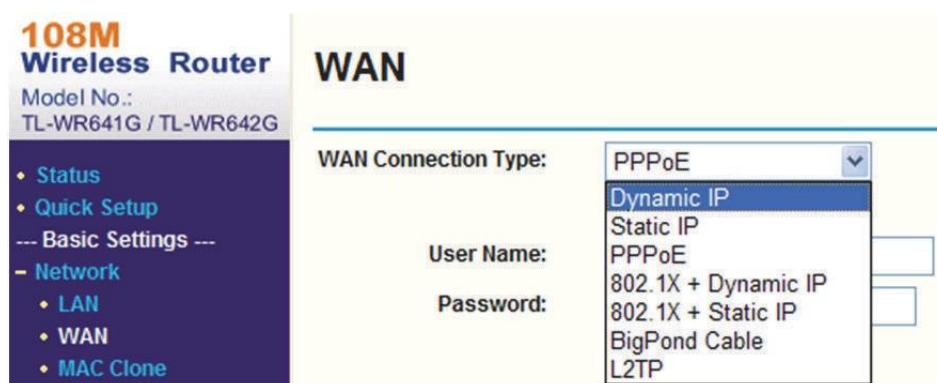 108M
Wireless Router
Model No.:
TL-WR641G / TL-WR642G
• Status
• Quick Setup
--- Basic Settings ---
– Network
• LAN
• WAN
• MAC Clone
WAN
WAN Connection Type: PPPoE
Dynamic IP
Static IP
User Name: PPPoE
802.1X + Dynamic IP
Password: 802.1X + Static IP
BigPond Cable
L2TP